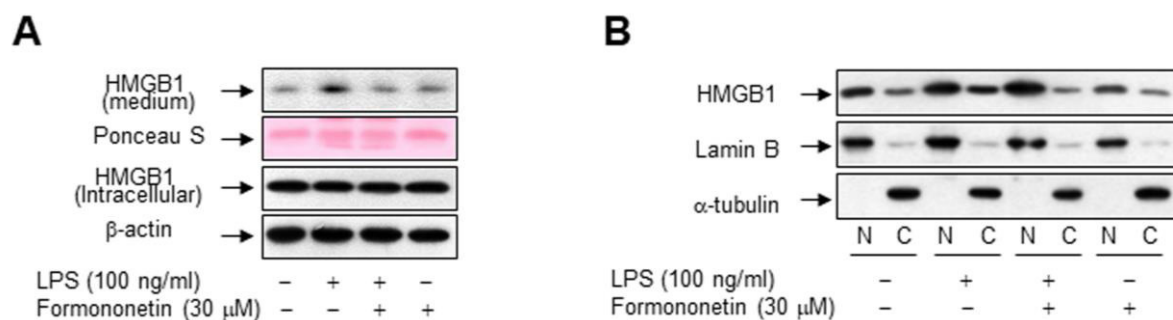 A
HMGB1
(medium)
Ponceau S
HMGB1
(Intracellular)
β-actin
LPS (100 ng/ml) – + + –
Formononetin (30 μM) – – + +
B
HMGB1
Lamin B
α-tubulin
N C N C N C N C
LPS (100 ng/ml) – + + –
Formononetin (30 μM) – – + +